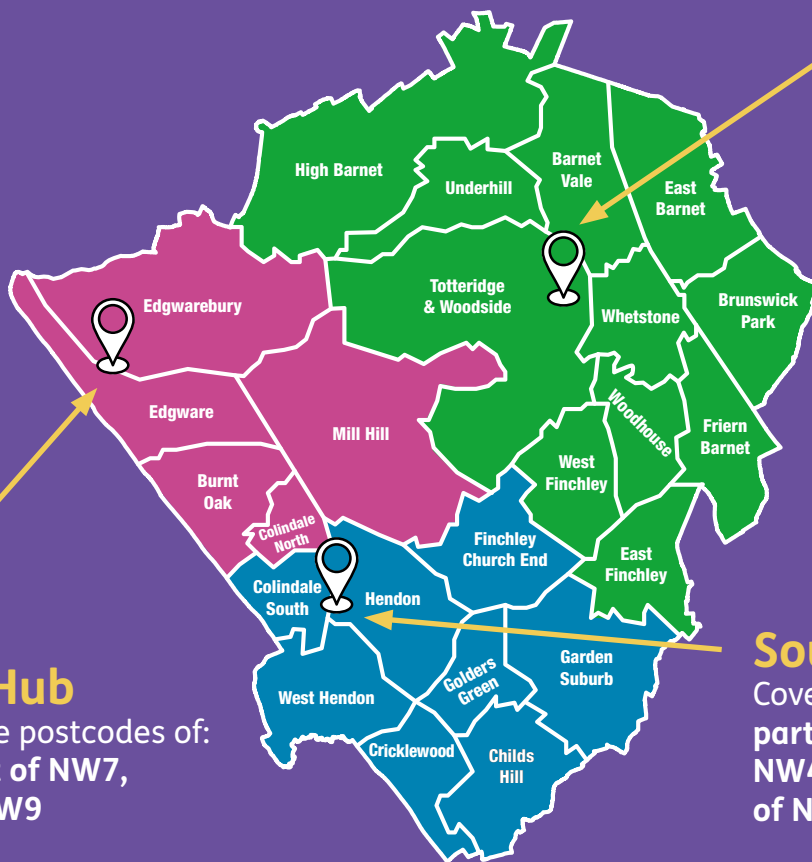 High Barnet
Underhill
Barnet
Vale
East
Barnet
Edgwarebury
Totteridge
& Woodside
Whetstone
Brunswick
Park
Edgware
Mill Hill
Woodhouse
Friern
Barnet
Burnt
Oak
West
Finchley
Colindale
North
Finchley
Church End
East
Finchley
Colindale
South
Hendon
Garden
Suburb
Golders
Green
West Hendon
Cricklewood
Childs
Hill
Hub
e postcodes of:
t of NW7,
W9
Sou
Cove
part
NW4
of N